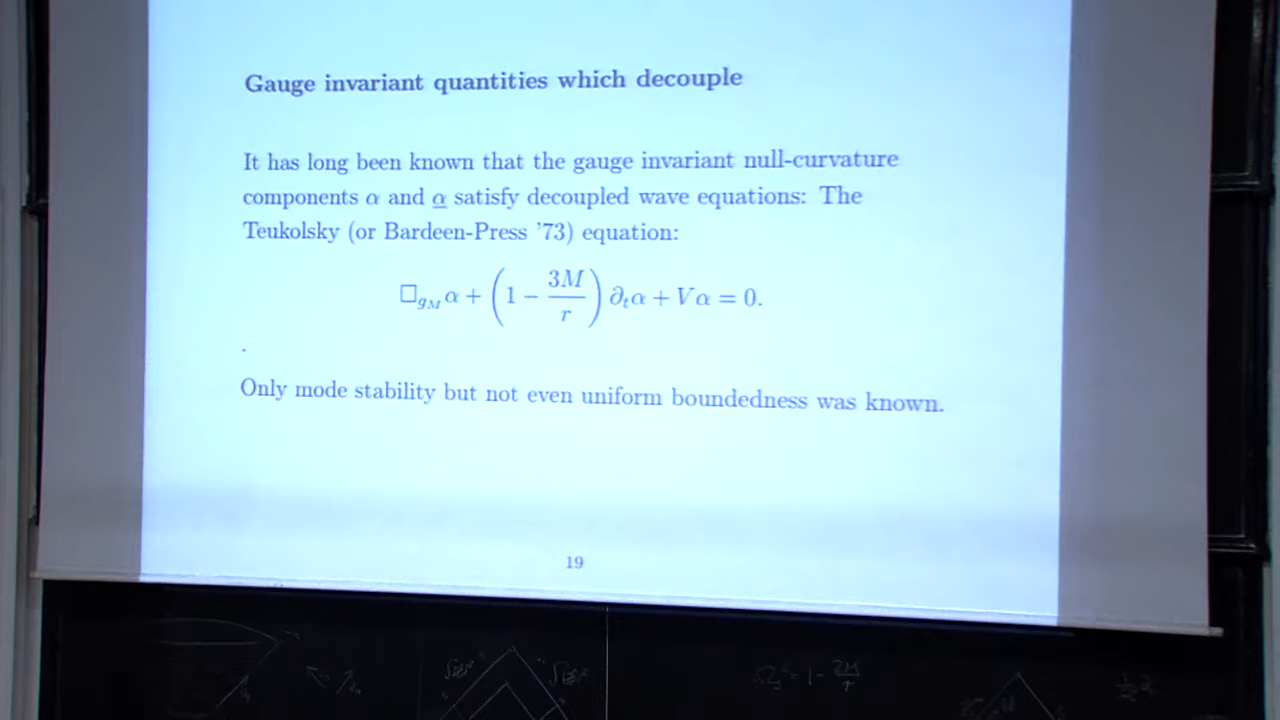 Gauge invariant quantities which decouple
It has long been known that the gauge invariant null-curvature
components α and α̲ satisfy decoupled wave equations: The
Teukolsky (or Bardeen-Press '73) equation:
□_{g_M} α + (1 − 3M/r) ∂_t α + V α = 0.
.
Only mode stability but not even uniform boundedness was known.
19
= 1 - 2M/r